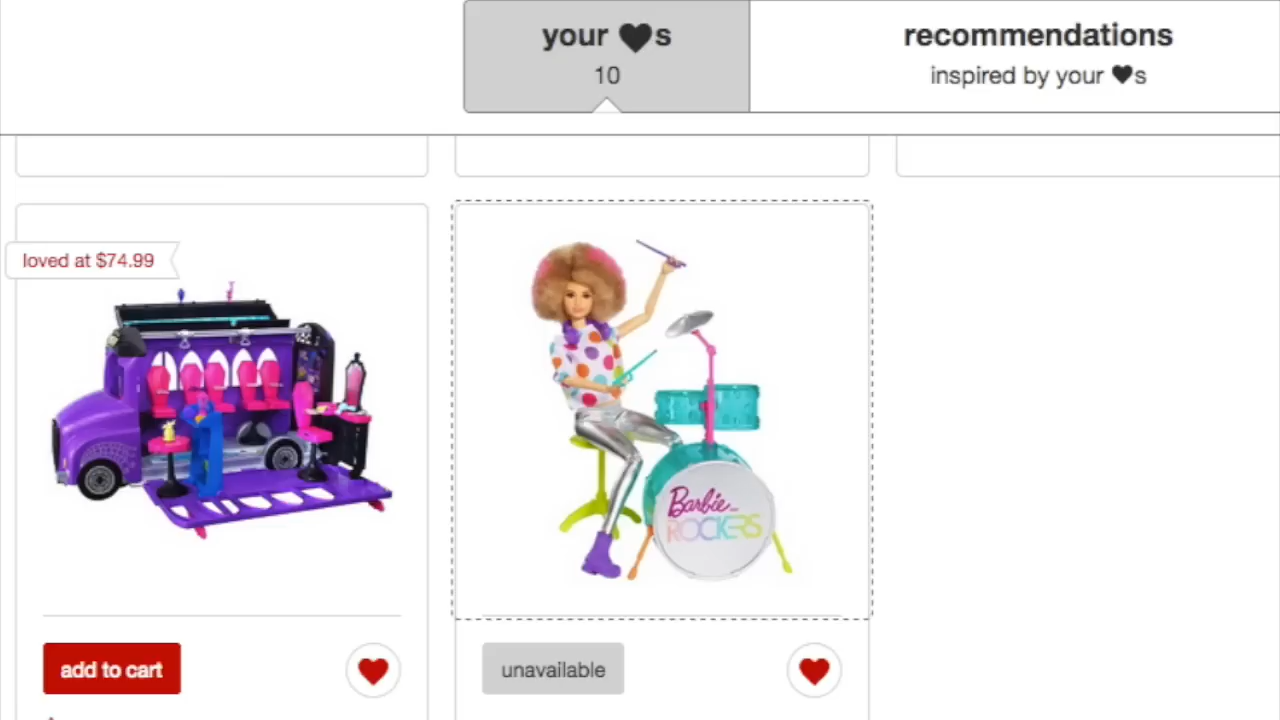 your ♥s
10
recommendations
inspired by your ♥s
loved at $74.99
Barbie
ROCKERS
add to cart
unavailable